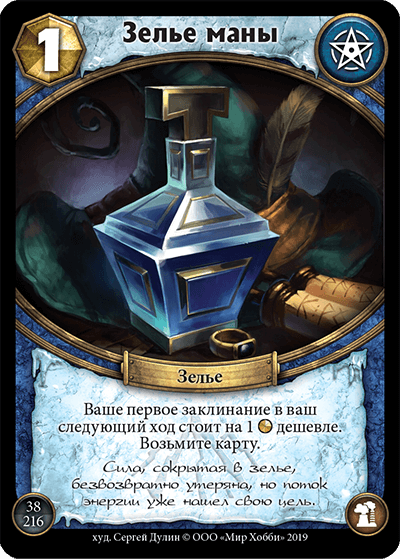 1
Зелье маны
Зелье
Ваше первое заклинание в ваш
следующий ход стоит на 1 дешевле.
Возьмите карту.
Сила, сокрытая в зелье,
безвозвратно утеряна, но поток
энергии уже нашел свою цель.
38
216
худ. Сергей Дулин © ООО «Мир Хобби» 2019